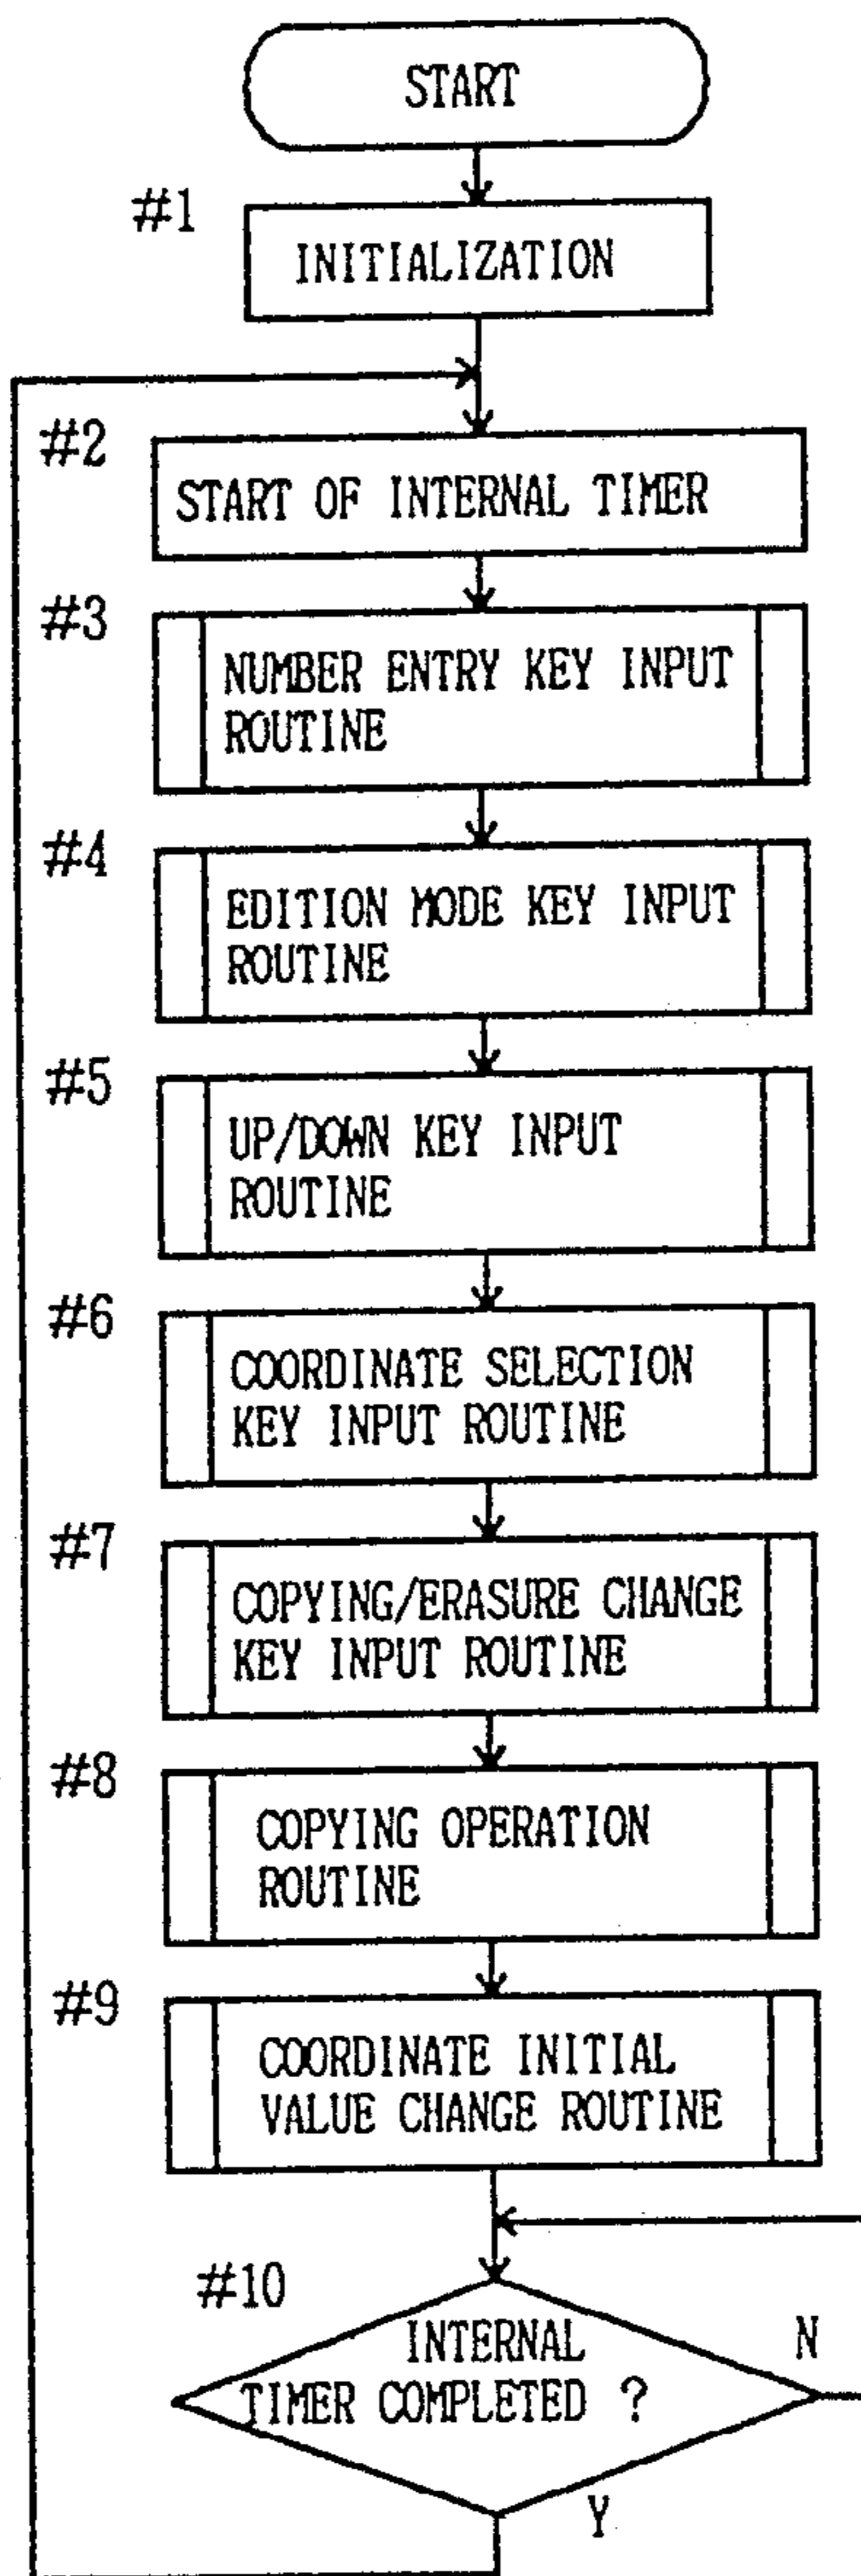 START
#1
INITIALIZATION
#2
START OF INTERNAL TIMER
#3
NUMBER ENTRY KEY INPUT
ROUTINE
#4
EDITION MODE KEY INPUT
ROUTINE
#5
UP/DOWN KEY INPUT
ROUTINE
#6
COORDINATE SELECTION
KEY INPUT ROUTINE
#7
COPYING/ERASURE CHANGE
KEY INPUT ROUTINE
#8
COPYING OPERATION
ROUTINE
#9
COORDINATE INITIAL
VALUE CHANGE ROUTINE
#10
INTERNAL
TIMER COMPLETED ?
N
Y